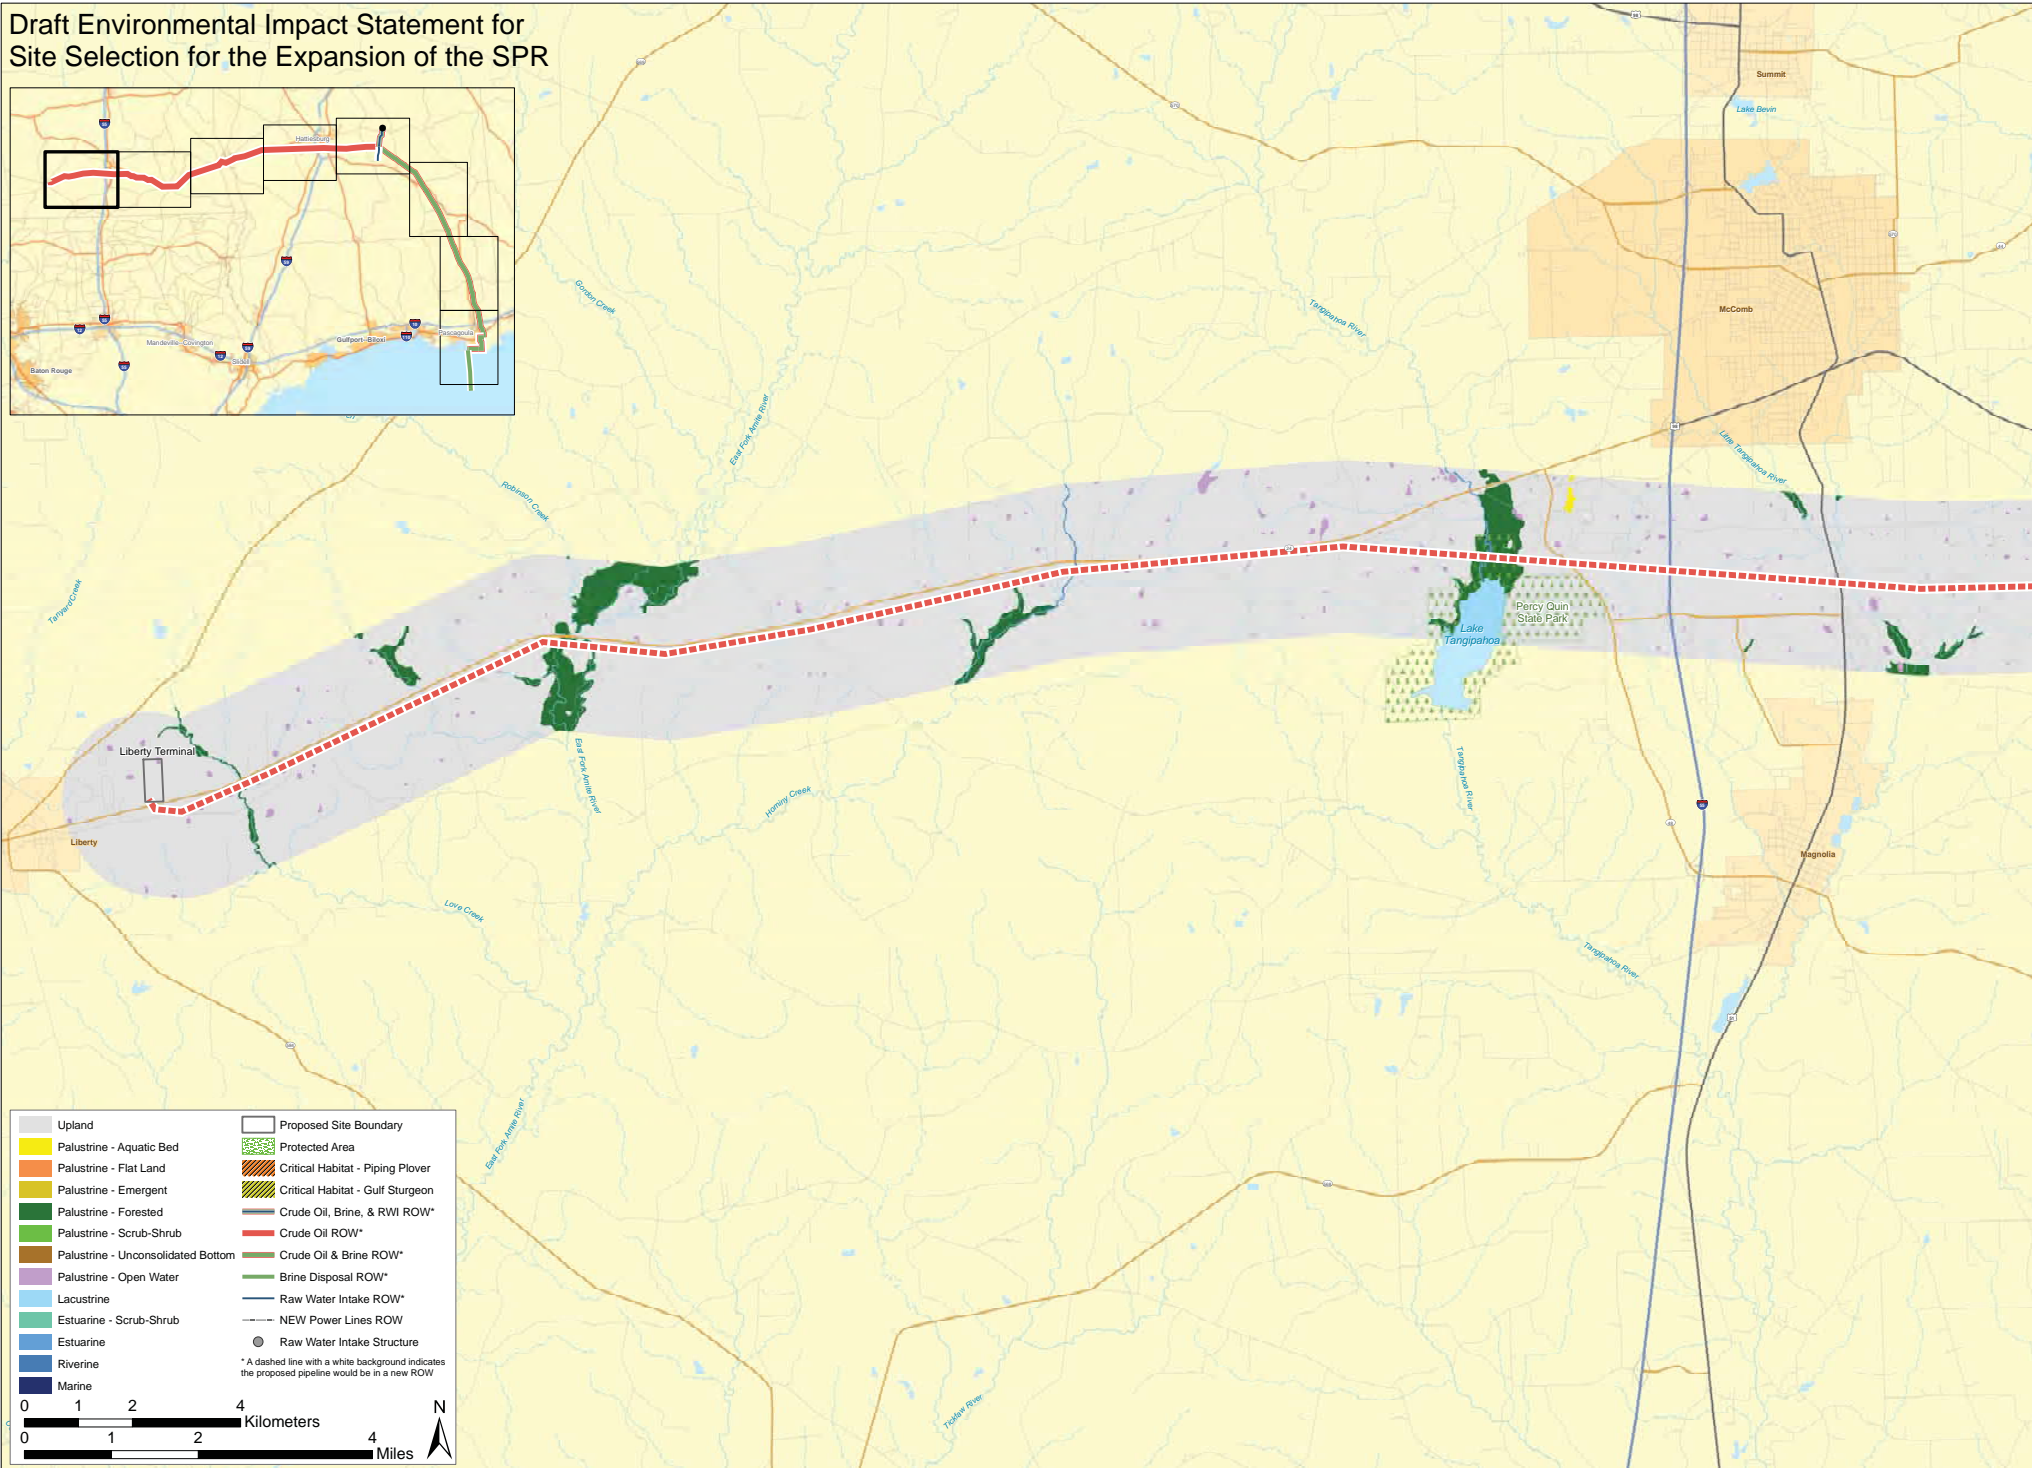 Draft Environmental Impact Statement for
Site Selection for the Expansion of the SPR
Hattiesburg
Pascagoula
Gulfport-Biloxi
Mandeville-Covington
Slidell
Baton Rouge
Summit
Lake Bevin
McComb
Gordon Creek
Tangipahoa River
East Fork Amite River
Little Tangipahoa River
Robinson Creek
Tanyard Creek
Percy Quin
State Park
Lake
Tangipahoa
Liberty Terminal
East Fork Amite River
Hominy Creek
Tangipahoa River
Liberty
Magnolia
Love Creek
Tangipahoa River
East Fork Amite River
Tickfaw River
Upland
Palustrine - Aquatic Bed
Palustrine - Flat Land
Palustrine - Emergent
Palustrine - Forested
Palustrine - Scrub-Shrub
Palustrine - Unconsolidated Bottom
Palustrine - Open Water
Lacustrine
Estuarine - Scrub-Shrub
Estuarine
Riverine
Marine
Proposed Site Boundary
Protected Area
Critical Habitat - Piping Plover
Critical Habitat - Gulf Sturgeon
Crude Oil, Brine, & RWI ROW*
Crude Oil ROW*
Crude Oil & Brine ROW*
Brine Disposal ROW*
Raw Water Intake ROW*
NEW Power Lines ROW
Raw Water Intake Structure
* A dashed line with a white background indicates
the proposed pipeline would be in a new ROW
0 1 2 4
Kilometers
0 1 2 4
Miles
N